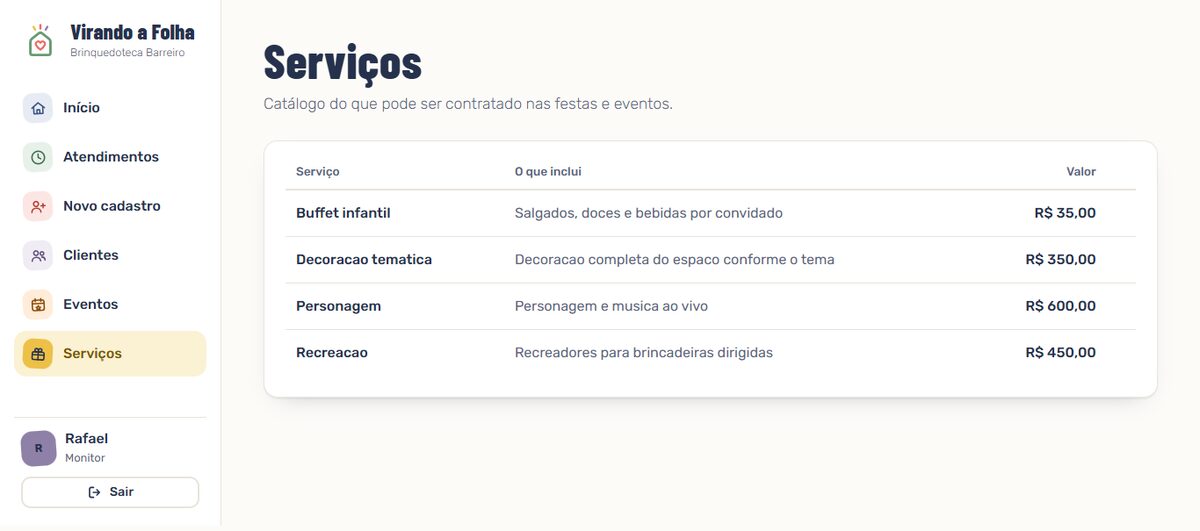 Virando a Folha
Brinquedoteca Barreiro
Início
Atendimentos
Novo cadastro
Clientes
Eventos
Serviços
R
Rafael
Monitor
Sair
Serviços
Catálogo do que pode ser contratado nas festas e eventos.
Serviço O que inclui Valor
Buffet infantil Salgados, doces e bebidas por convidado R$ 35,00
Decoracao tematica Decoracao completa do espaco conforme o tema R$ 350,00
Personagem Personagem e musica ao vivo R$ 600,00
Recreacao Recreadores para brincadeiras dirigidas R$ 450,00